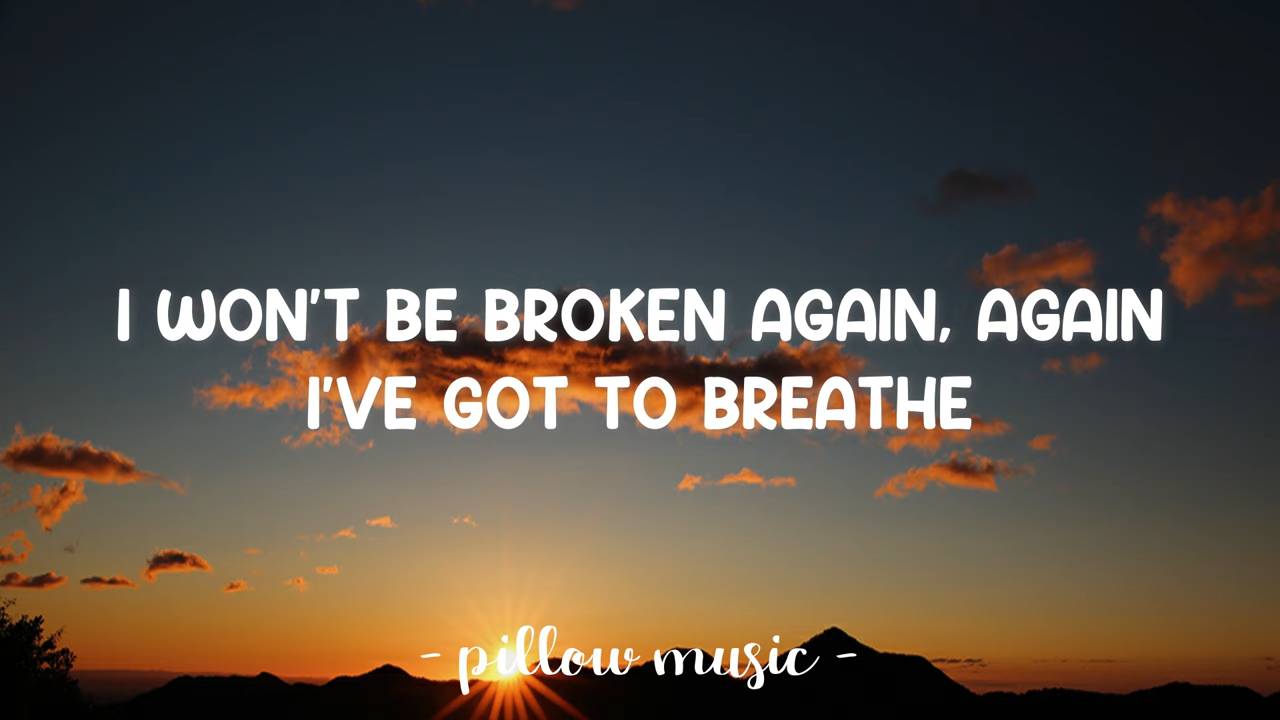 I WON'T BE BROKEN AGAIN, AGAIN
I'VE GOT TO BREATHE
- pillow music -